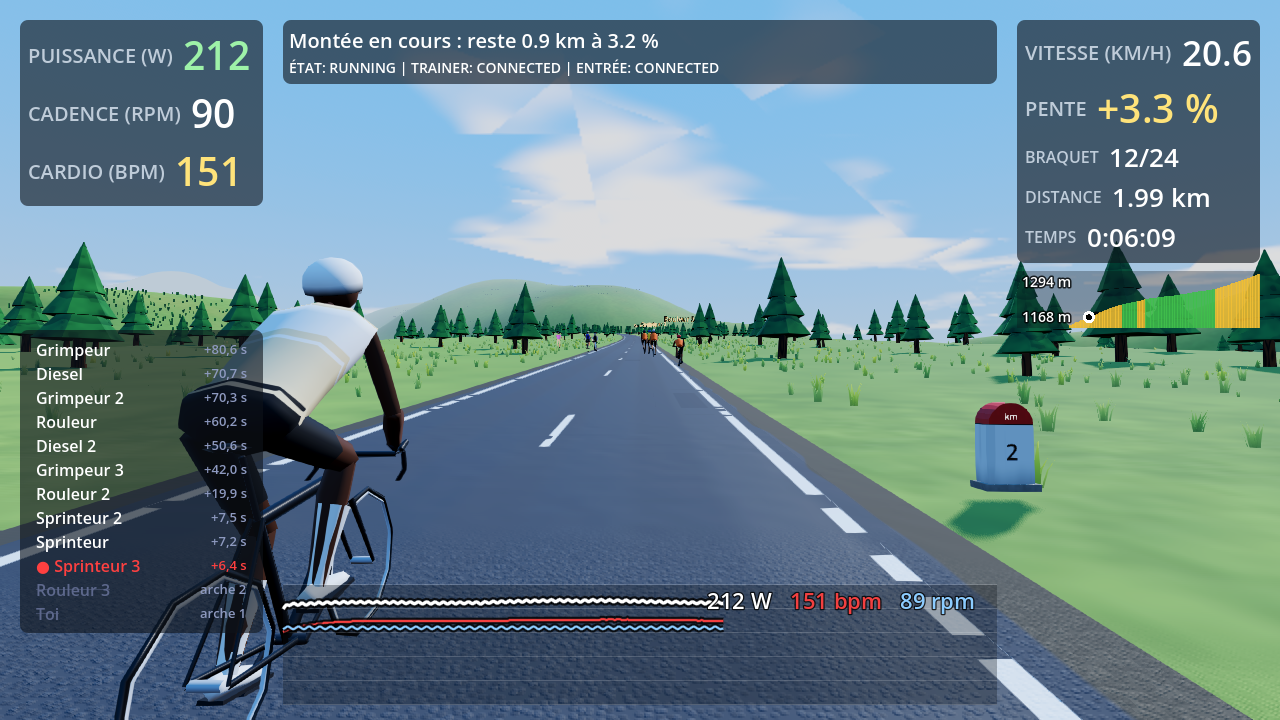 PUISSANCE (W) 212
CADENCE (RPM) 90
CARDIO (BPM) 151
Montée en cours : reste 0.9 km à 3.2 %
ÉTAT: RUNNING | TRAINER: CONNECTED | ENTRÉE: CONNECTED
VITESSE (KM/H) 20.6
PENTE +3.3 %
BRAQUET 12/24
DISTANCE 1.99 km
TEMPS 0:06:09
1294 m
1168 m
Grimpeur +80,6 s
Diesel +70,7 s
Grimpeur 2 +70,3 s
Rouleur +60,2 s
Diesel 2 +50,6 s
Grimpeur 3 +42,0 s
Rouleur 2 +19,9 s
Sprinteur 2 +7,5 s
Sprinteur +7,2 s
Sprinteur 3 +6,4 s
Rouleur 3 arche 2
Toi arche 1
km
2
212 W 151 bpm 89 rpm